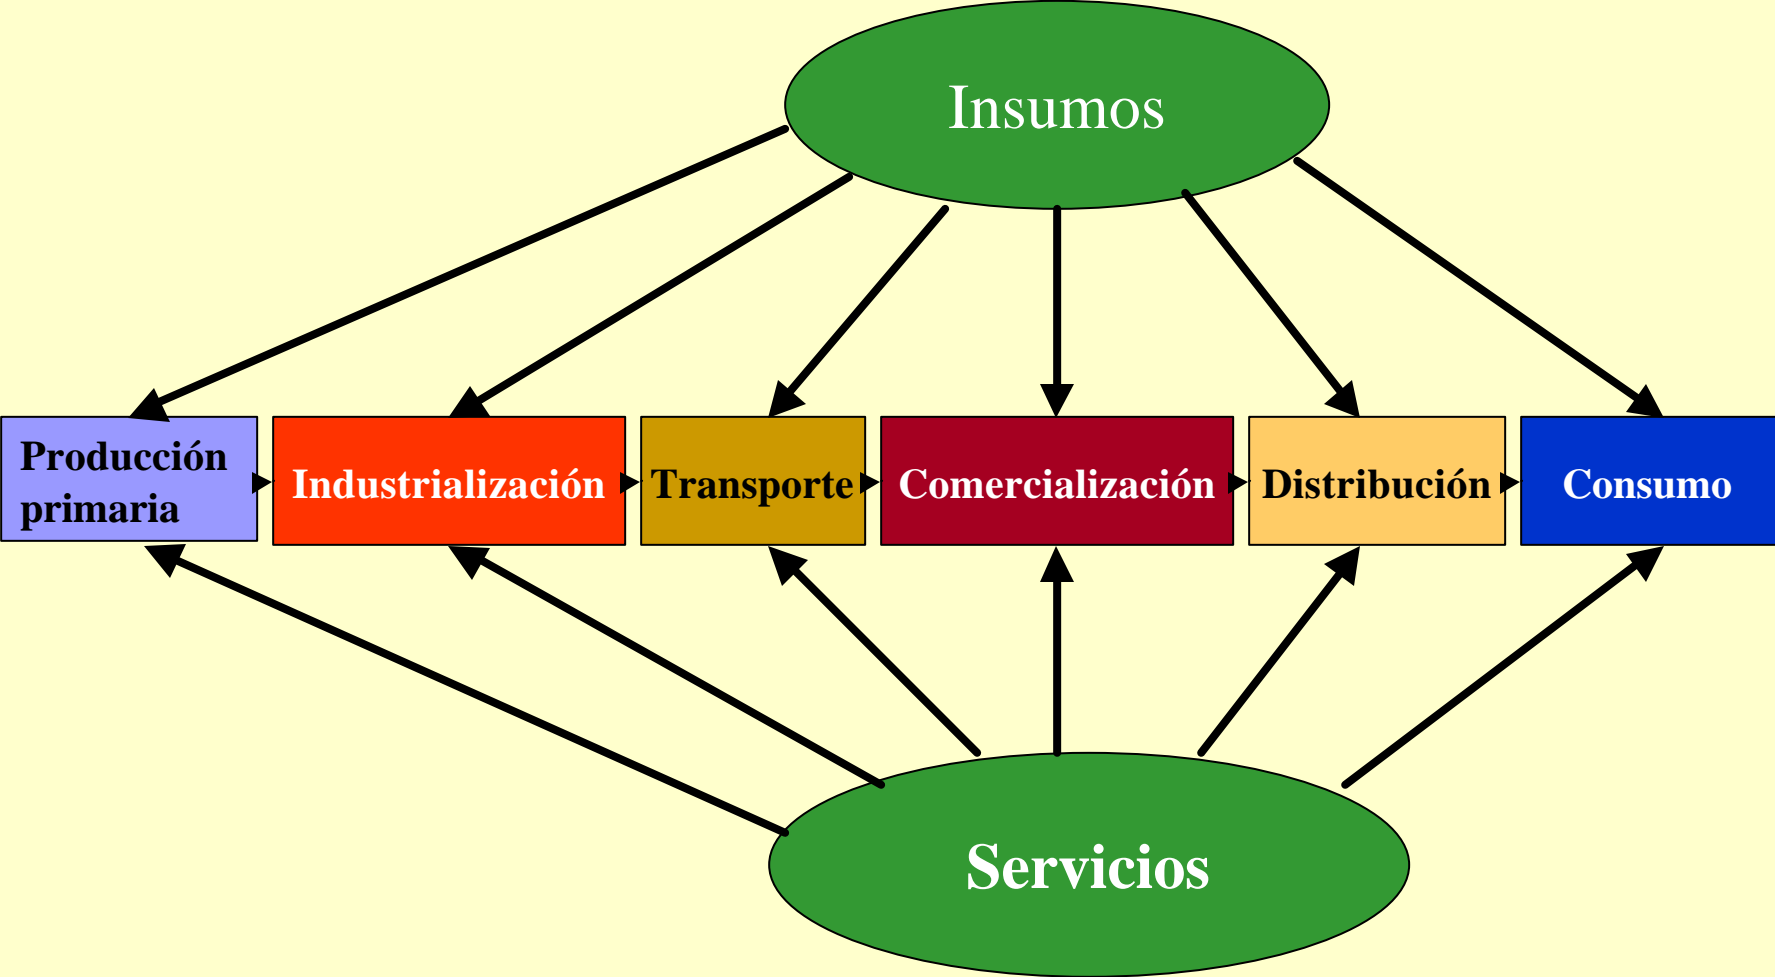 Insumos
Producción
primaria
Industrialización
Transporte
Comercialización
Distribución
Consumo
Servicios